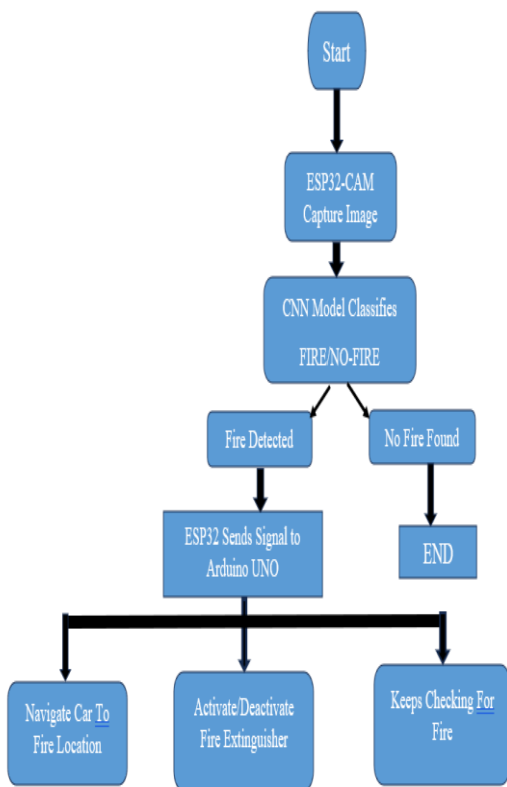 Start
ESP32-CAM
Capture Image
CNN Model Classifies
FIRE/NO-FIRE
Fire Detected
No Fire Found
ESP32 Sends Signal to
Arduino UNO
END
Navigate Car To
Fire Location
Activate/Deactivate
Fire Extinguisher
Keeps Checking For
Fire